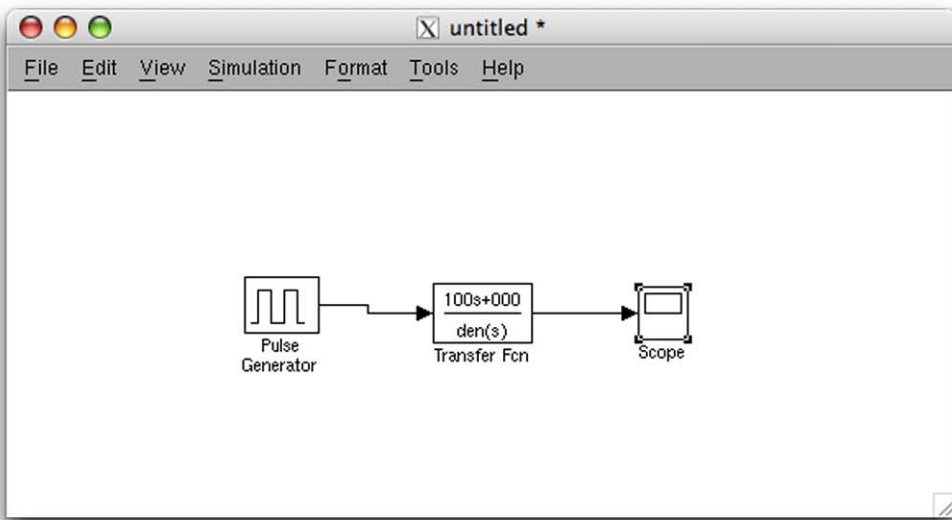 untitled *
File Edit View Simulation Format Tools Help
100s+000
den(s)
Pulse
Generator
Transfer Fcn
Scope